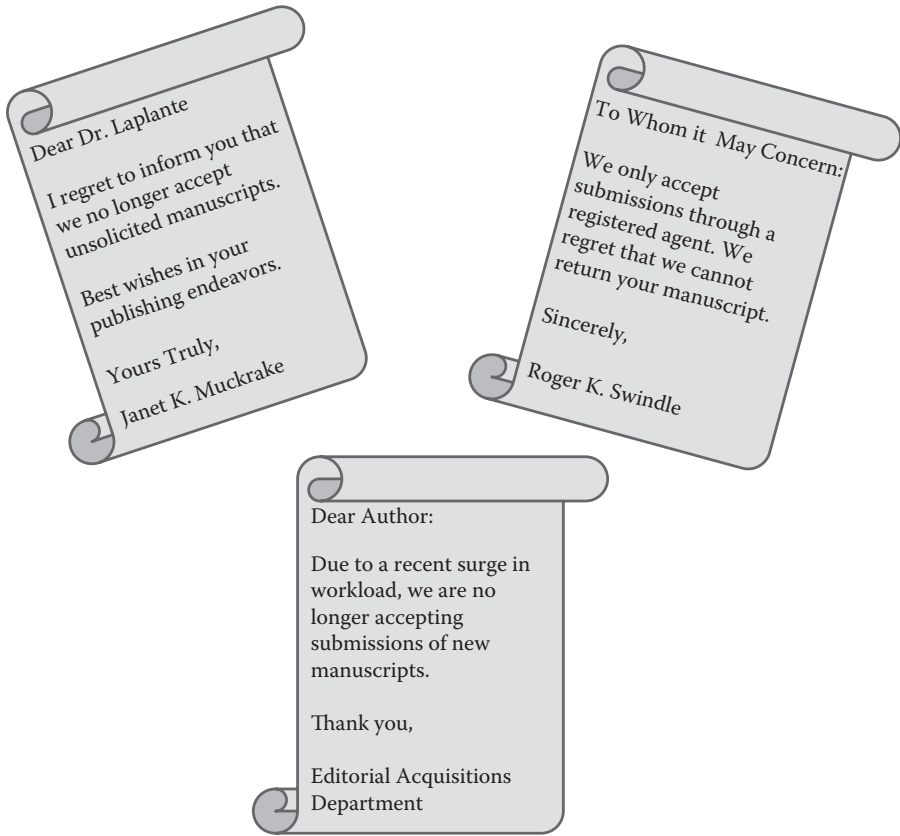 Dear Dr. Laplante
I regret to inform you that
we no longer accept
unsolicited manuscripts.
Best wishes in your
publishing endeavors.
Yours Truly,
Janet K. Muckrake
To Whom it May Concern:
We only accept
submissions through a
registered agent. We
regret that we cannot
return your manuscript.
Sincerely,
Roger K. Swindle
Dear Author:
Due to a recent surge in
workload, we are no
longer accepting
submissions of new
manuscripts.
Thank you,
Editorial Acquisitions
Department